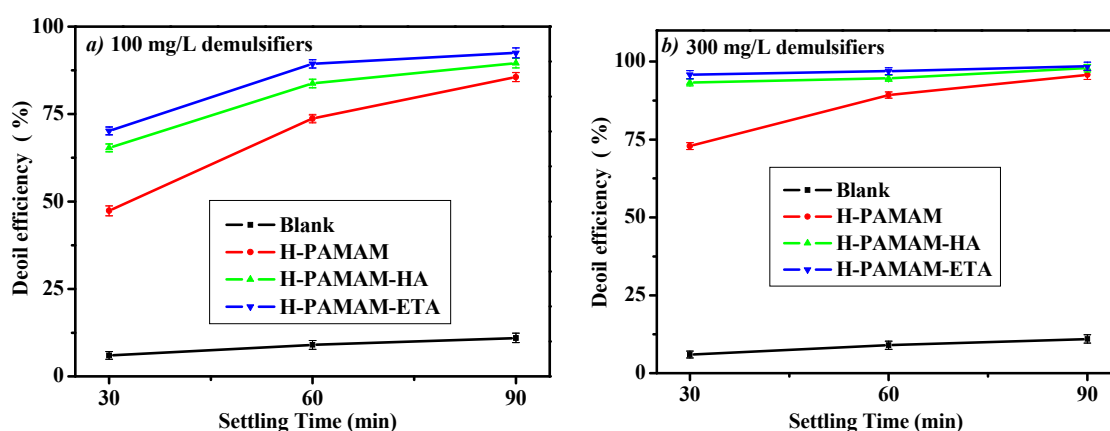 a) 100 mg/L demulsifiers
100
75
50
25
0
Deoil efficiency ( %)
Blank
H-PAMAM
H-PAMAM-HA
H-PAMAM-ETA
30
60
90
Settling Time (min)
b) 300 mg/L demulsifiers
100
75
50
25
0
Deoil efficiency ( %)
Blank
H-PAMAM
H-PAMAM-HA
H-PAMAM-ETA
30
60
90
Settling Time (min)